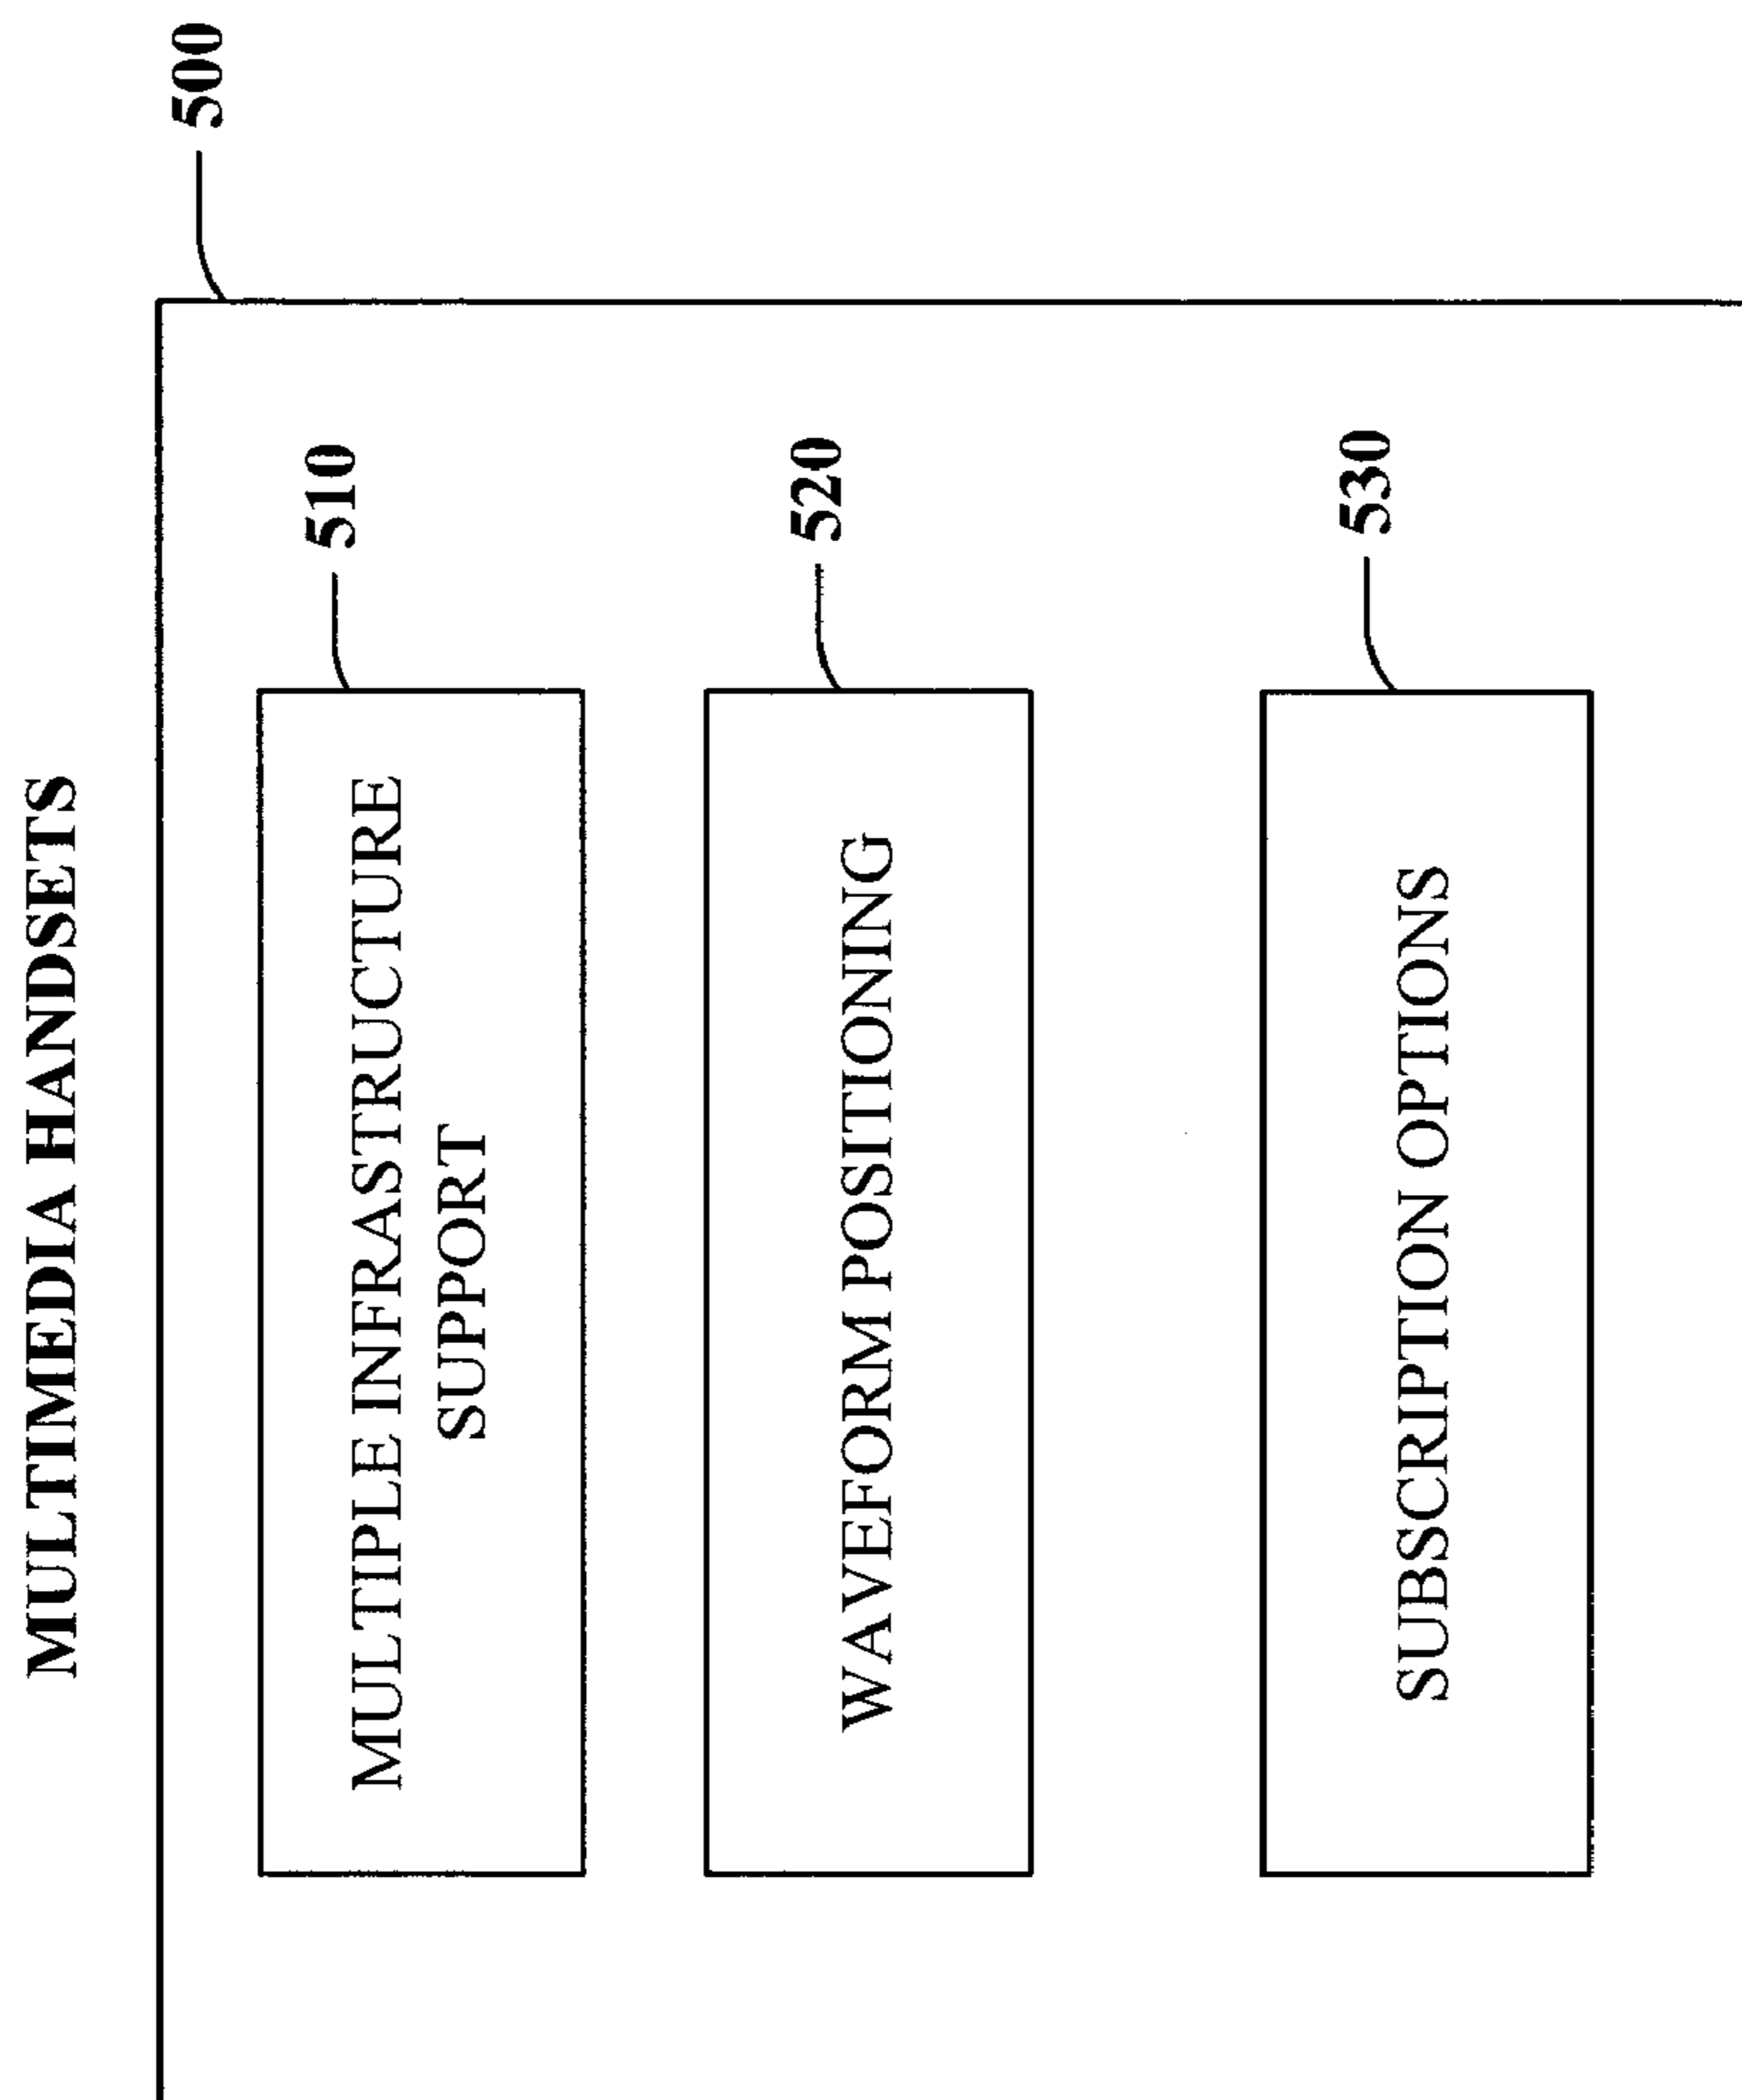 MULTIMEDIA HANDSETS
500
510
MULTIPLE INFRASTRUCTURE
SUPPORT
520
WAVEFORM POSITIONING
530
SUBSCRIPTION OPTIONS